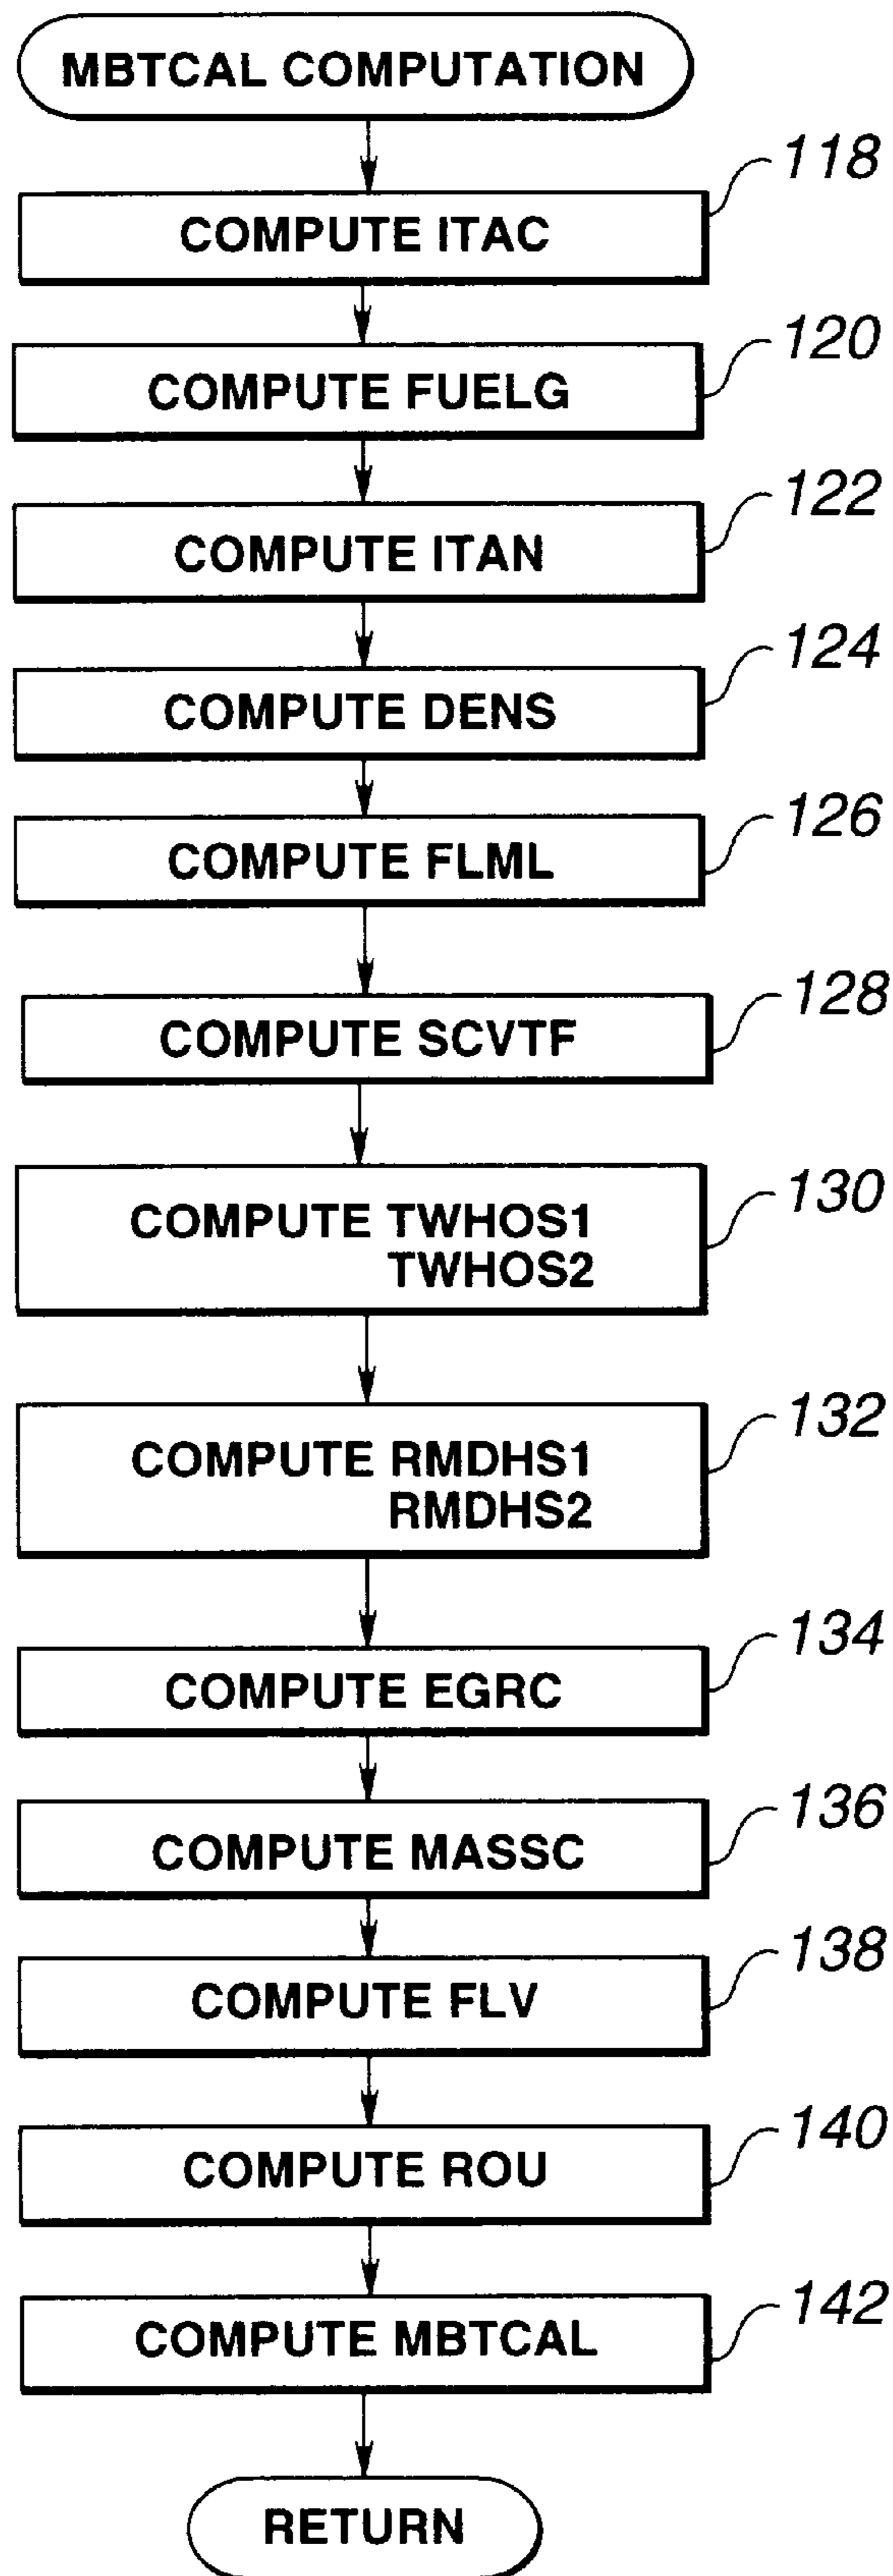 MBTCAL COMPUTATION
118
COMPUTE ITAC
120
COMPUTE FUELG
122
COMPUTE ITAN
124
COMPUTE DENS
126
COMPUTE FLML
128
COMPUTE SCVTF
130
COMPUTE TWHOS1
TWHOS2
132
COMPUTE RMDHS1
RMDHS2
134
COMPUTE EGRC
136
COMPUTE MASSC
138
COMPUTE FLV
140
COMPUTE ROU
142
COMPUTE MBTCAL
RETURN